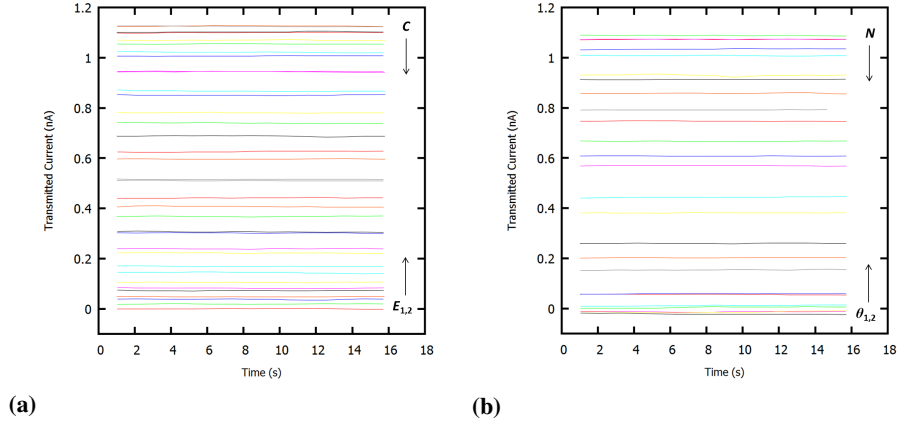 1.2
1
0.8
0.6
0.4
0.2
0
Transmitted Current (nA)
C
E1,2
0 2 4 6 8 10 12 14 16 18
Time (s)
(a)
1.2
1
0.8
0.6
0.4
0.2
0
Transmitted Current (nA)
N
θ1,2
0 2 4 6 8 10 12 14 16 18
Time (s)
(b)